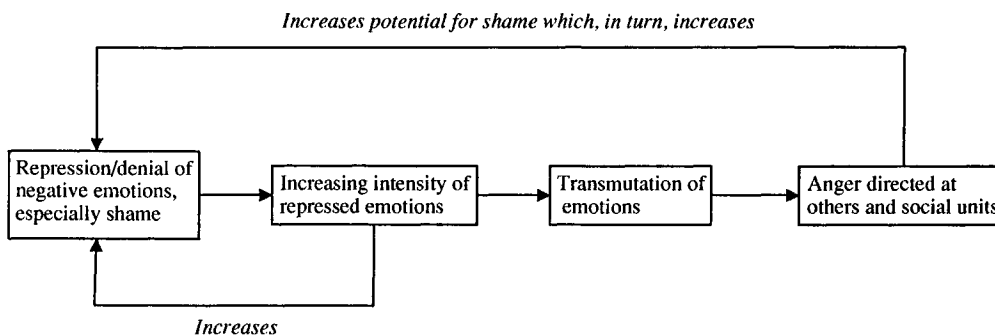 Increases potential for shame which, in turn, increases
Repression/denial of
negative emotions,
especially shame
Increasing intensity of
repressed emotions
Transmutation of
emotions
Anger directed at
others and social units
Increases